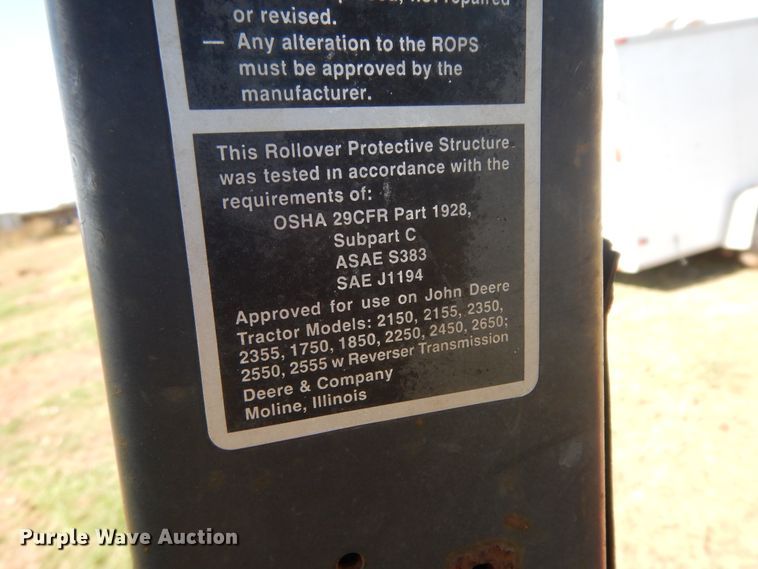 or revised.
— Any alteration to the ROPS
must be approved by the
manufacturer.
This Rollover Protective Structure
was tested in accordance with the
requirements of:
OSHA 29CFR Part 1928,
Subpart C
ASAE S383
SAE J1194
Approved for use on John Deere
Tractor Models: 2150, 2155, 2350,
2355, 1750, 1850, 2250, 2450, 2650;
2550, 2555 w Reverser Transmission
Deere & Company
Moline, Illinois
Purple Wave Auction